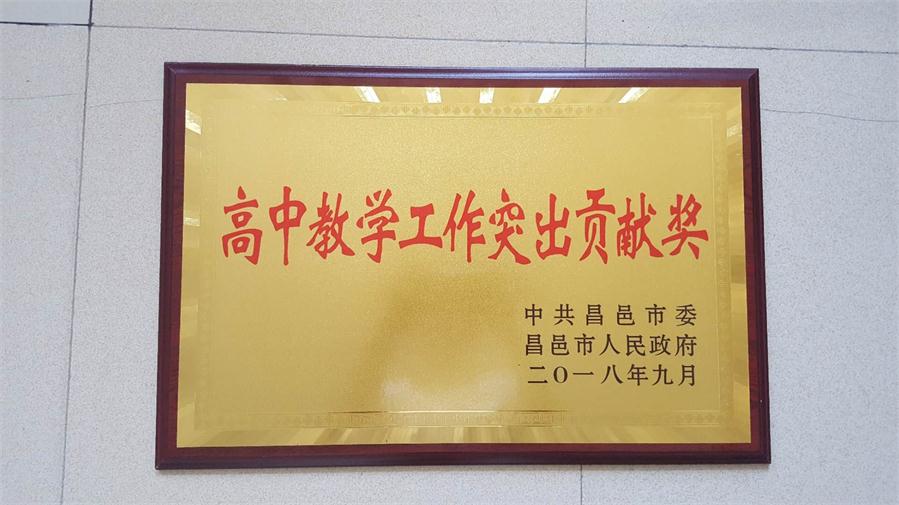 高中教学工作突出贡献奖
中共昌邑市委
昌邑市人民政府
二O一八年九月